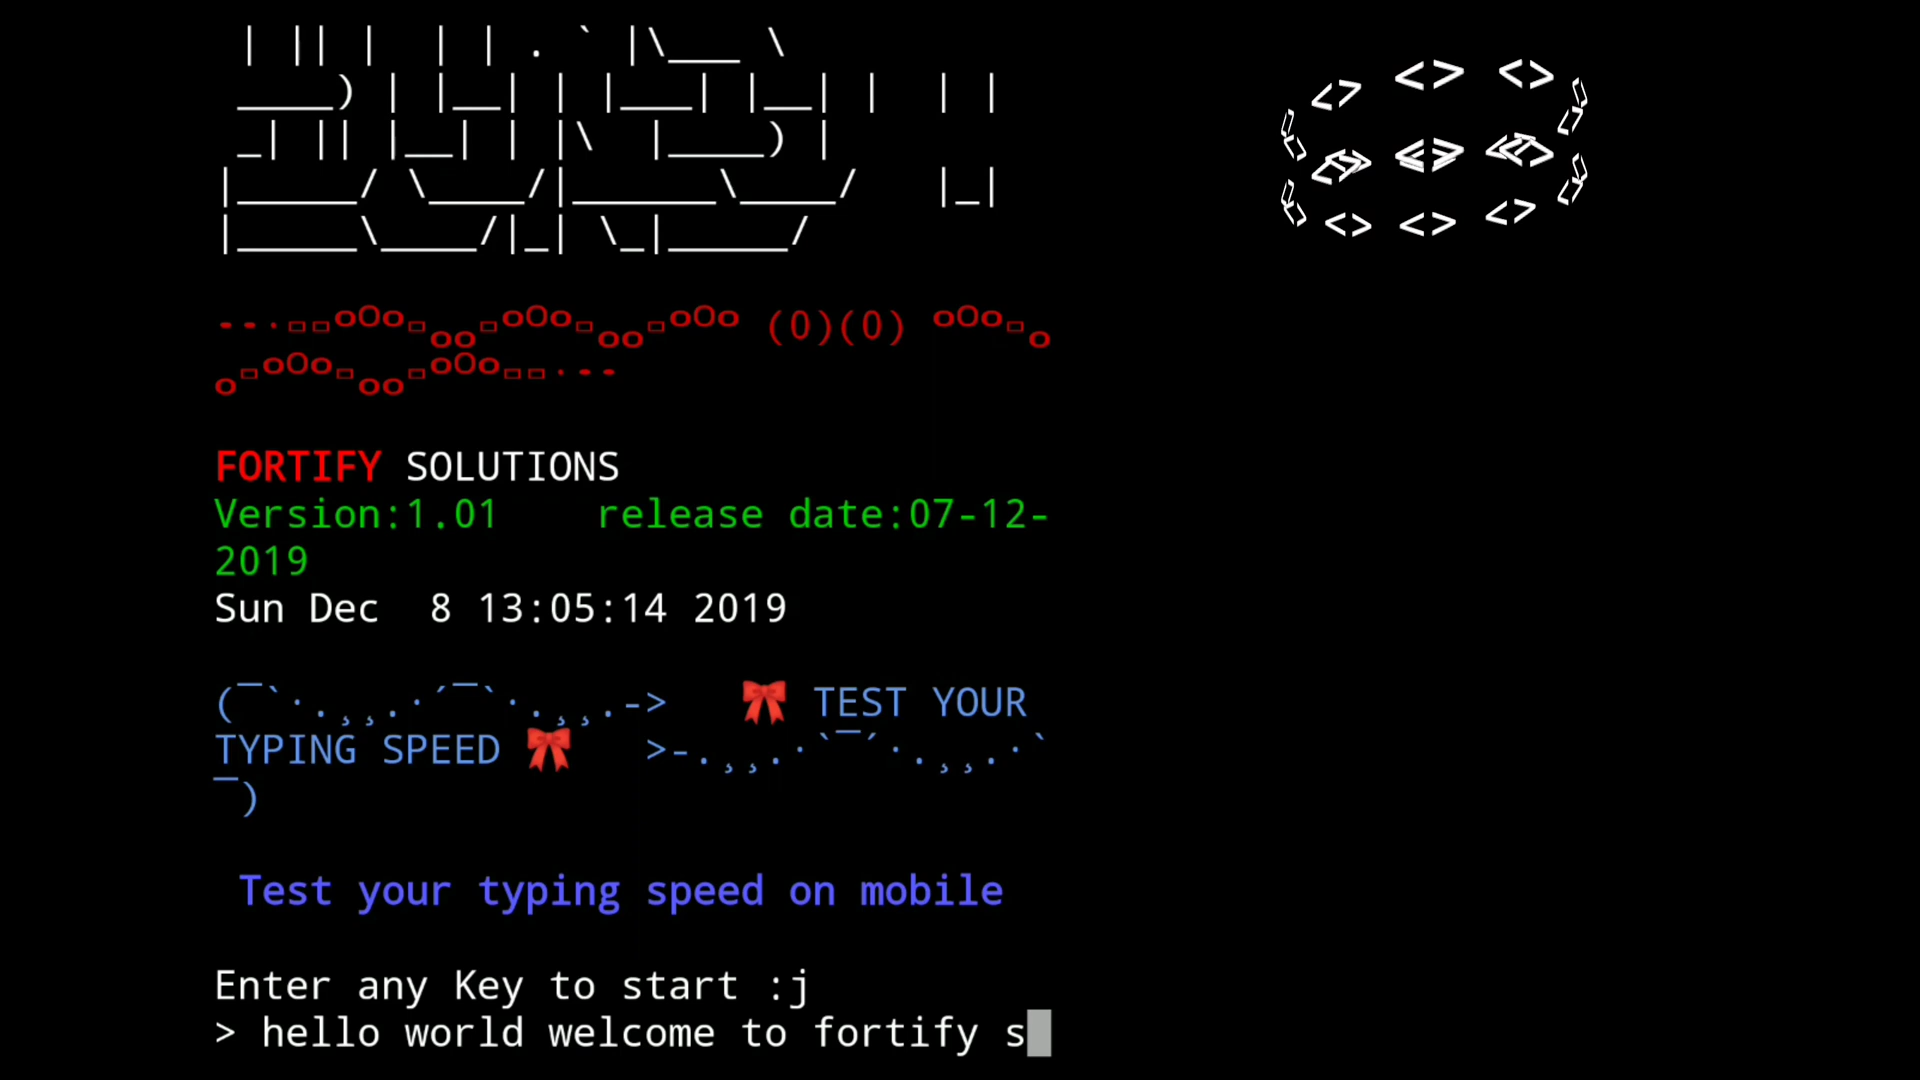 FORTIFY SOLUTIONS
Version:1.01    release date:07-12-
2019
Sun Dec  8 13:05:14 2019
(¯`·.¸¸.·´¯`·.¸¸.->   🎀 TEST YOUR
TYPING SPEED 🎀   >-.¸¸.·`¯´·.¸¸.·`
¯)
Test your typing speed on mobile
Enter any Key to start :j
> hello world welcome to fortify s